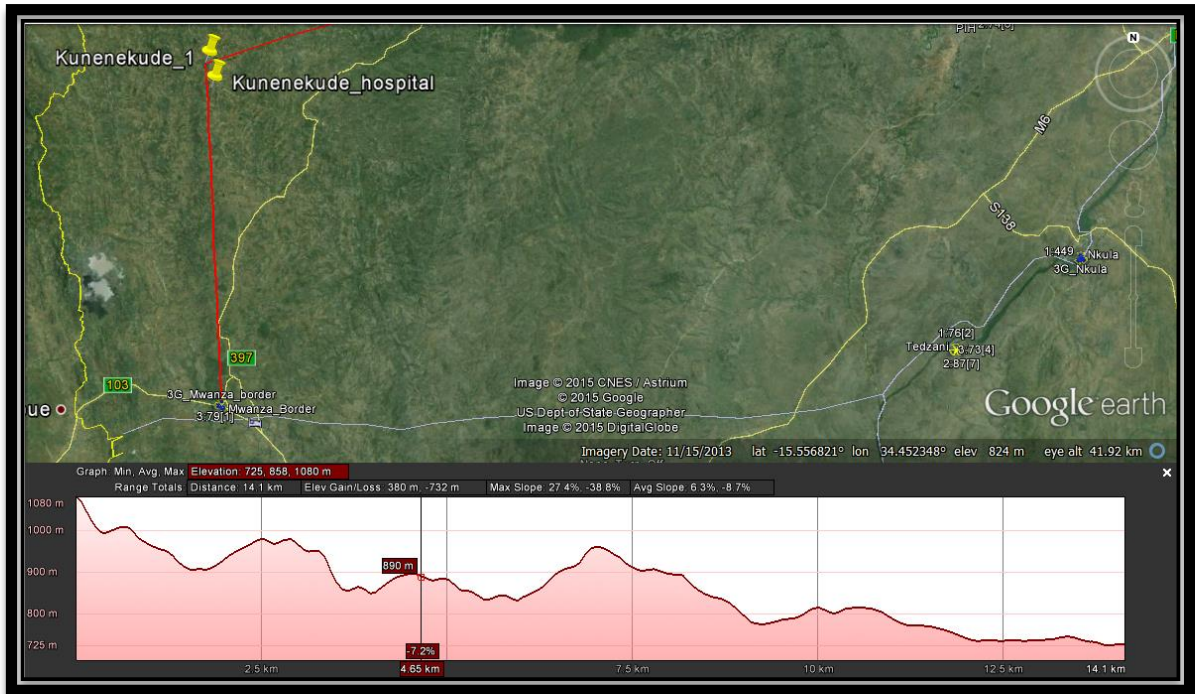 N
Kunenekude_1
Kunenekude_hospital
M6
S138
1.449
Nkula
3G_Nkula
1.76[2]
Tedzani
3.73[4]
2.87[7]
397
103
3G_Mwanza_border
Mwanza_Border
3.79[1]
ue
Image © 2015 CNES / Astrium
© 2015 Google
US Dept of State Geographer
Image © 2015 DigitalGlobe
Google earth
Imagery Date: 11/15/2013 lat -15.556821° lon 34.452348° elev 824 m eye alt 41.92 km
Graph: Min, Avg, Max Elevation: 725, 858, 1080 m
Range Totals: Distance: 14.1 km Elev Gain/Loss: 380 m, -732 m Max Slope: 27.4%, -38.8% Avg Slope: 6.3%, -8.7%
1080 m
1000 m
900 m
800 m
725 m
890 m
-7.2%
2.5 km
4.65 km
7.5 km
10 km
12.5 km
14.1 km